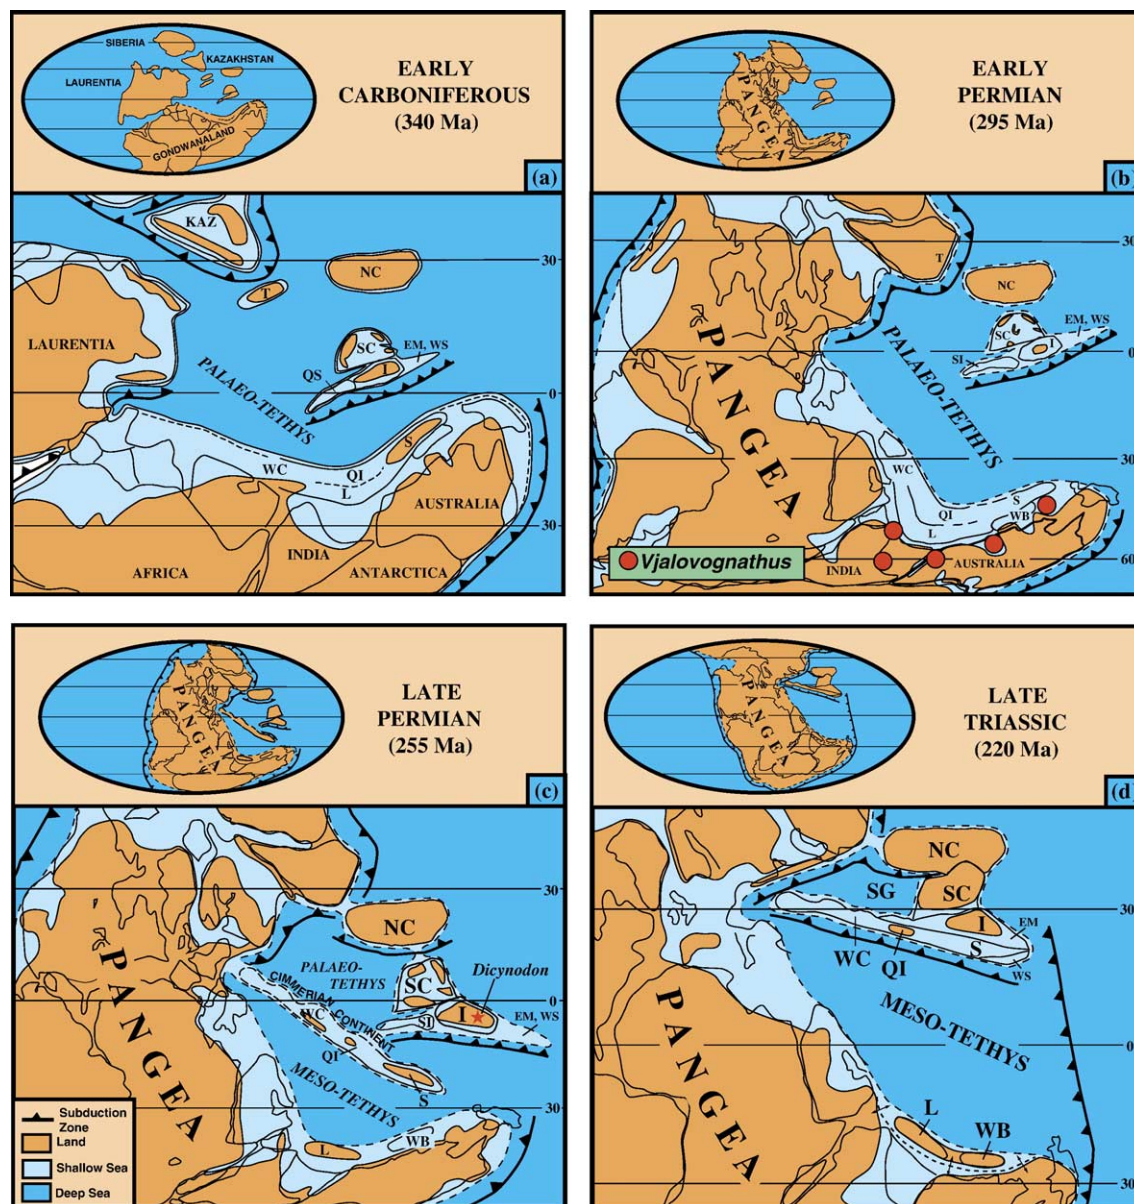 SIBERIA
KAZAKHSTAN
LAURENTIA
GONDWANALAND
EARLY
CARBONIFEROUS
(340 Ma)
(a)
KAZ
30
NC
T
SC
EM, WS
LAURENTIA
QS
I
0
PALAEO-TETHYS
S
WC
QI
L
AUSTRALIA
30
INDIA
AFRICA
ANTARCTICA
PANGEA
EARLY
PERMIAN
(295 Ma)
(b)
30
T
NC
EM, WS
SC
I
0
SI
PANGEA
PALAEO-TETHYS
30
WC
S
QI
WB
L
Vjalovognathus
INDIA
AUSTRALIA
60
PANGEA
LATE
PERMIAN
(255 Ma)
(c)
30
NC
PALAEO-
TETHYS
Dicynodon
SC
0
CIMMERIAN CONTINENT
WC
SI
I
EM, WS
QI
PANGEA
MESO-TETHYS
S
30
WB
L
Subduction
Zone
Land
Shallow Sea
Deep Sea
PANGEA
LATE
TRIASSIC
(220 Ma)
(d)
NC
SG
SC
30
I
EM
S
WC
QI
WS
MESO-TETHYS
PANGEA
0
L
WB
30